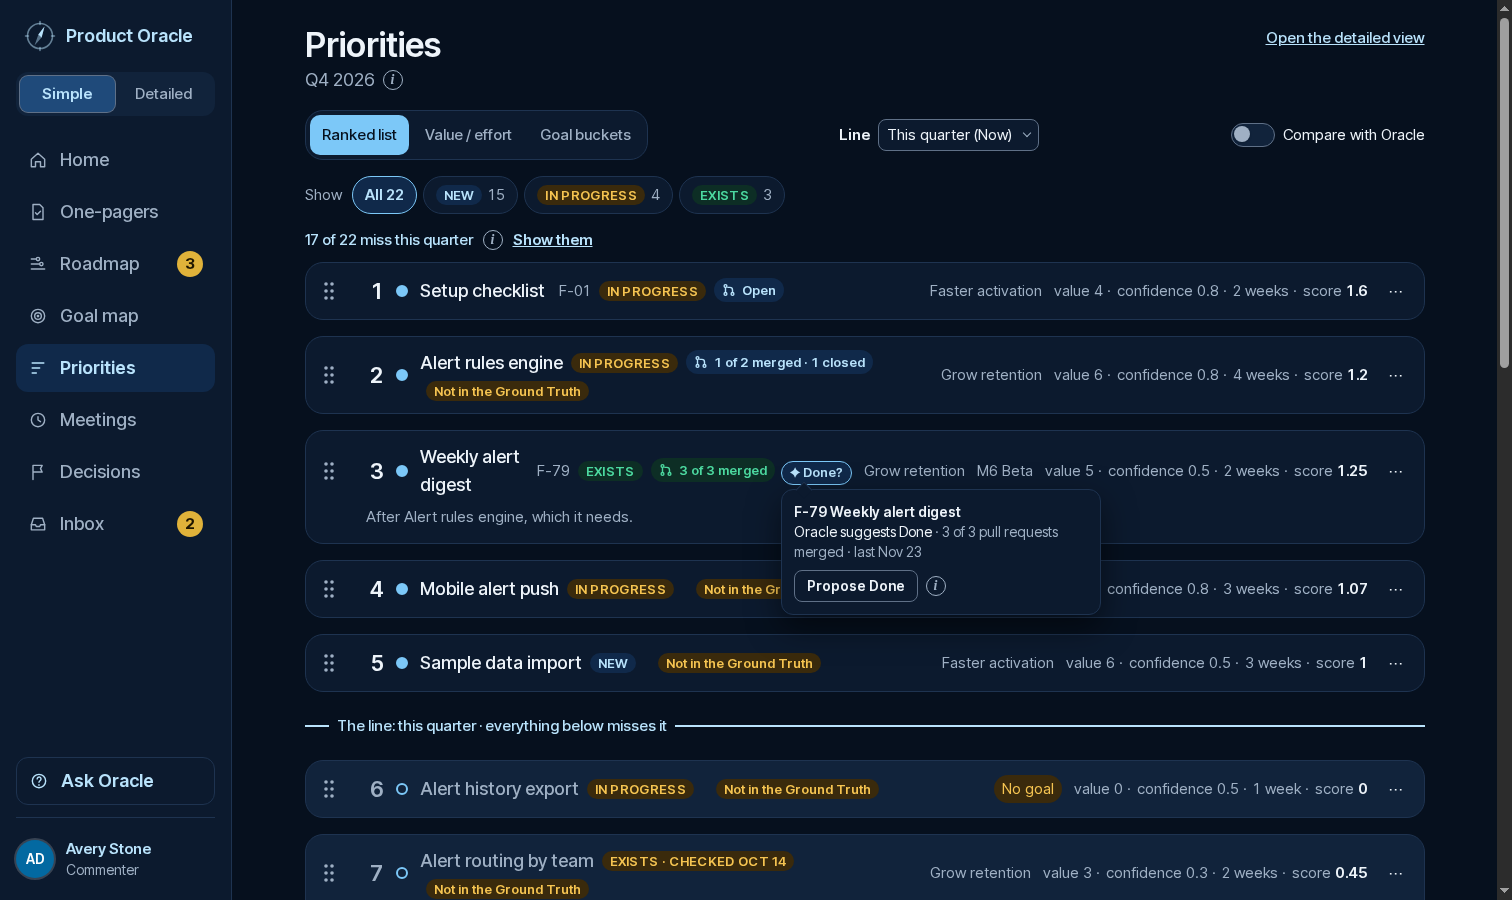 Product Oracle
Simple
Detailed
Home
One-pagers
Roadmap
3
Goal map
Priorities
Meetings
Decisions
Inbox
2
Ask Oracle
AD
Avery Stone
Commenter
Priorities
Open the detailed view
Q4 2026 i
Ranked list
Value / effort
Goal buckets
Line
This quarter (Now)
Compare with Oracle
Show
All 22
NEW 15
IN PROGRESS 4
EXISTS 3
17 of 22 miss this quarter i Show them
1 Setup checklist F-01 IN PROGRESS Open Faster activation value 4 · confidence 0.8 · 2 weeks · score 1.6 ...
2 Alert rules engine IN PROGRESS 1 of 2 merged · 1 closed
Not in the Ground Truth
Grow retention value 6 · confidence 0.8 · 4 weeks · score 1.2 ...
3 Weekly alert digest F-79 EXISTS 3 of 3 merged Done? Grow retention M6 Beta value 5 · confidence 0.5 · 2 weeks · score 1.25 ...
After Alert rules engine, which it needs.
F-79 Weekly alert digest
Oracle suggests Done · 3 of 3 pull requests
merged · last Nov 23
Propose Done i
4 Mobile alert push IN PROGRESS Not in the Gr confidence 0.8 · 3 weeks · score 1.07 ...
5 Sample data import NEW Not in the Ground Truth Faster activation value 6 · confidence 0.5 · 3 weeks · score 1 ...
The line: this quarter · everything below misses it
6 Alert history export IN PROGRESS Not in the Ground Truth No goal value 0 · confidence 0.5 · 1 week · score 0 ...
7 Alert routing by team EXISTS · CHECKED OCT 14
Not in the Ground Truth
Grow retention value 3 · confidence 0.3 · 2 weeks · score 0.45 ...